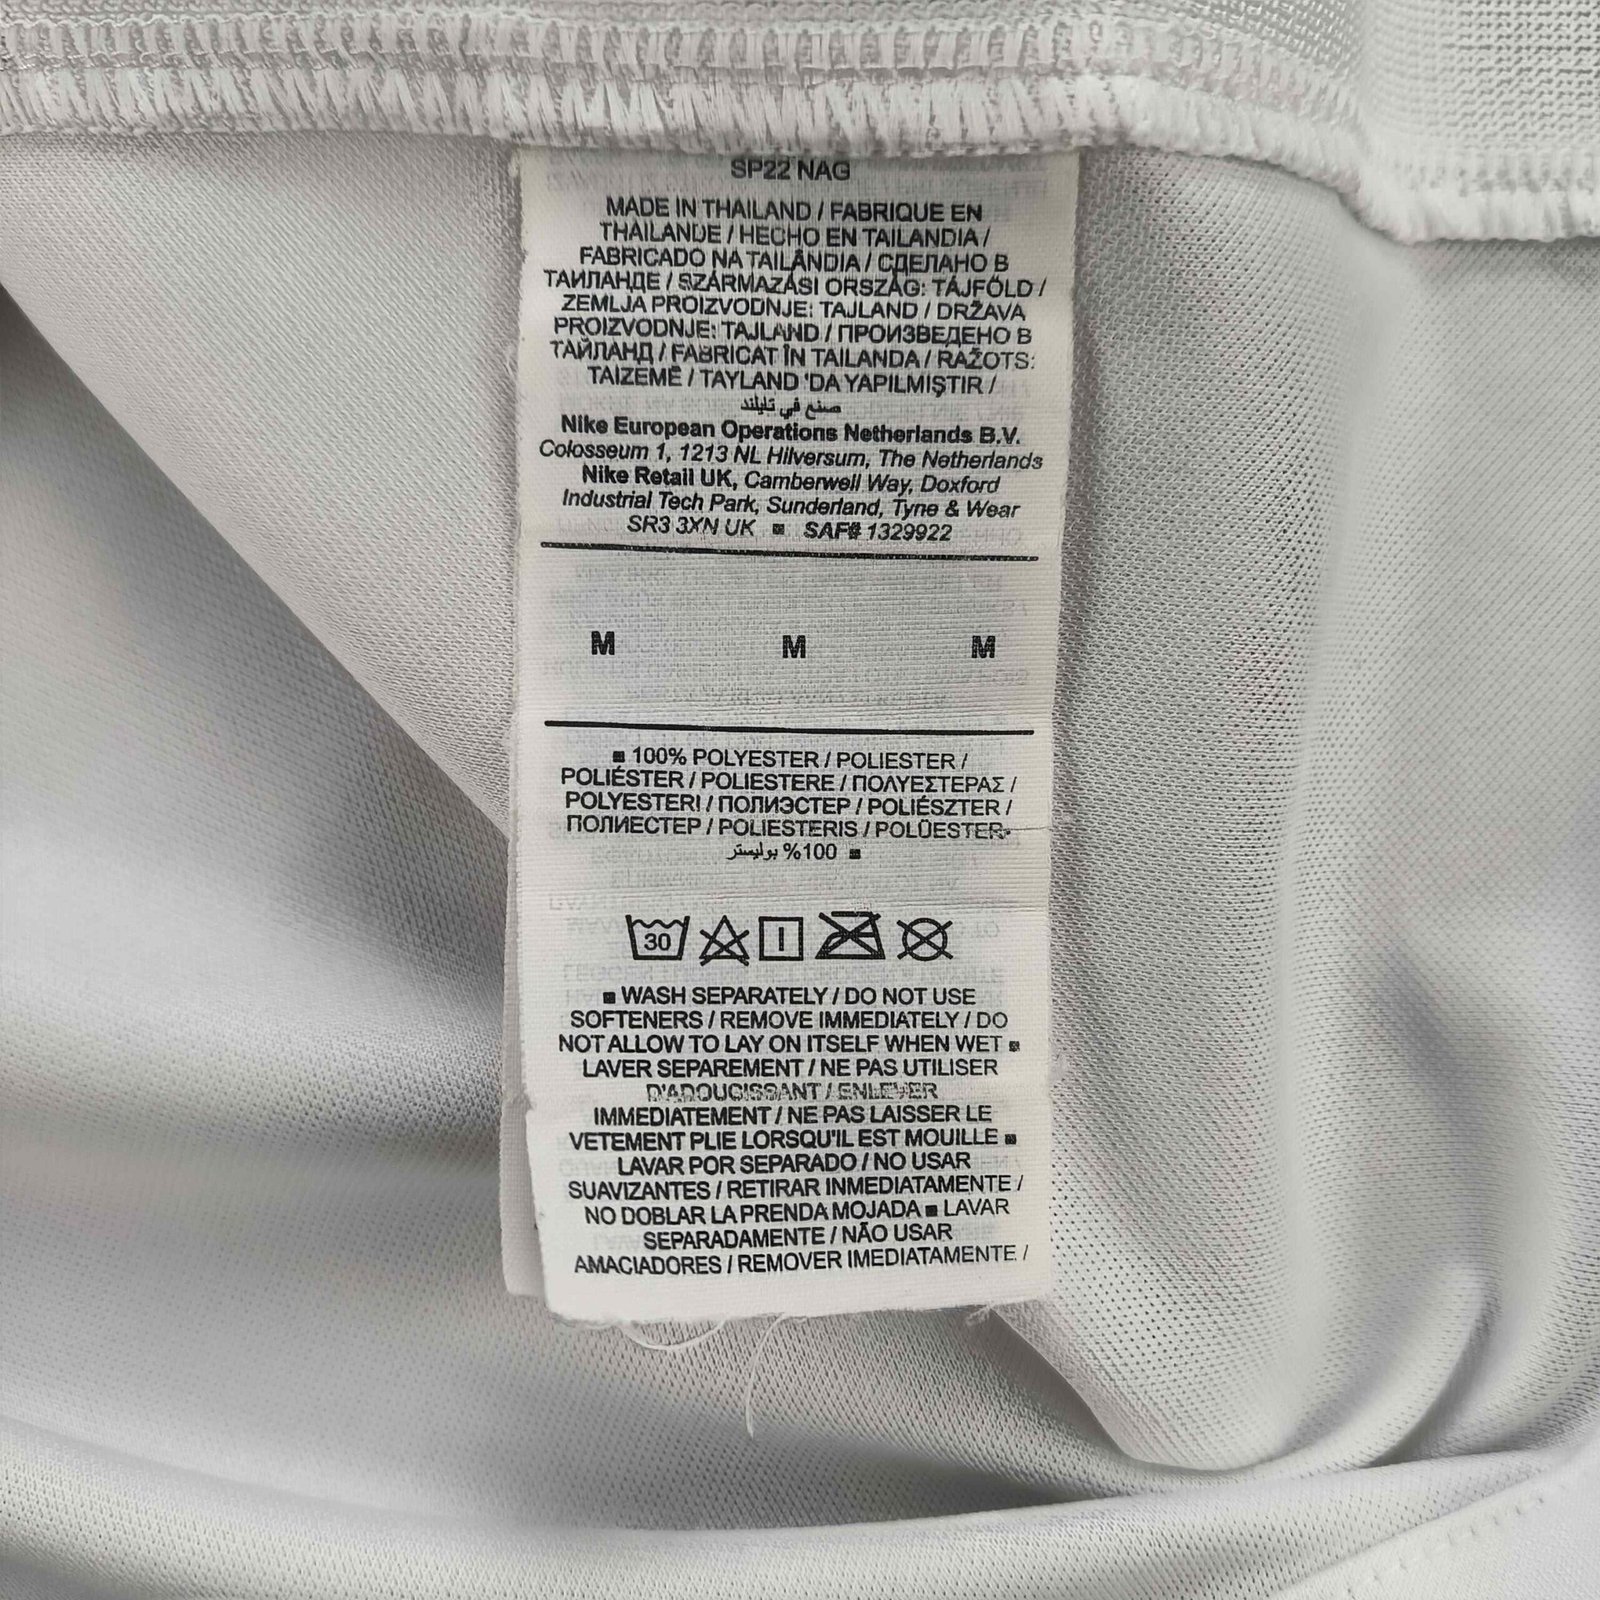 SP22 NAG
MADE IN THAILAND / FABRIQUE EN
THAILANDE / HECHO EN TAILANDIA /
FABRICADO NA TAILÂNDIA / СДЕЛАНО В
ТАИЛАНДЕ / SZÁRMAZÁSI ORSZÁG: TÁJFÖLD /
ZEMLJA PROIZVODNJE: TAJLAND / DRŽAVA
PROIZVODNJE: TAJLAND / ПРОИЗВЕДЕНО В
ТАЙЛАНД / FABRICAT ÎN TAILANDA / RAŽOTS:
TAIZEMĒ / TAYLAND 'DA YAPILMIŞTIR /
صنع في تايلند
Nike European Operations Netherlands B.V.
Colosseum 1, 1213 NL Hilversum, The Netherlands
Nike Retail UK, Camberwell Way, Doxford
Industrial Tech Park, Sunderland, Tyne & Wear
SR3 3XN UK ■ SAF# 1329922
M M M
■ 100% POLYESTER / POLIESTER /
POLIÉSTER / POLIESTERE / ΠΟΛΥΕΣΤΕΡΑΣ /
POLYESTERI / ПОЛИЭСТЕР / POLIÉSZTER /
ПОЛИЕСТЕР / POLIESTERIS / POLÜESTER
100% بوليستر ■
30
■ WASH SEPARATELY / DO NOT USE
SOFTENERS / REMOVE IMMEDIATELY / DO
NOT ALLOW TO LAY ON ITSELF WHEN WET ■
LAVER SEPAREMENT / NE PAS UTILISER
D'ADOUCISSANT / ENLEVER
IMMEDIATEMENT / NE PAS LAISSER LE
VETEMENT PLIE LORSQU'IL EST MOUILLE ■
LAVAR POR SEPARADO / NO USAR
SUAVIZANTES / RETIRAR INMEDIATAMENTE /
NO DOBLAR LA PRENDA MOJADA ■ LAVAR
SEPARADAMENTE / NÃO USAR
AMACIADORES / REMOVER IMEDIATAMENTE /